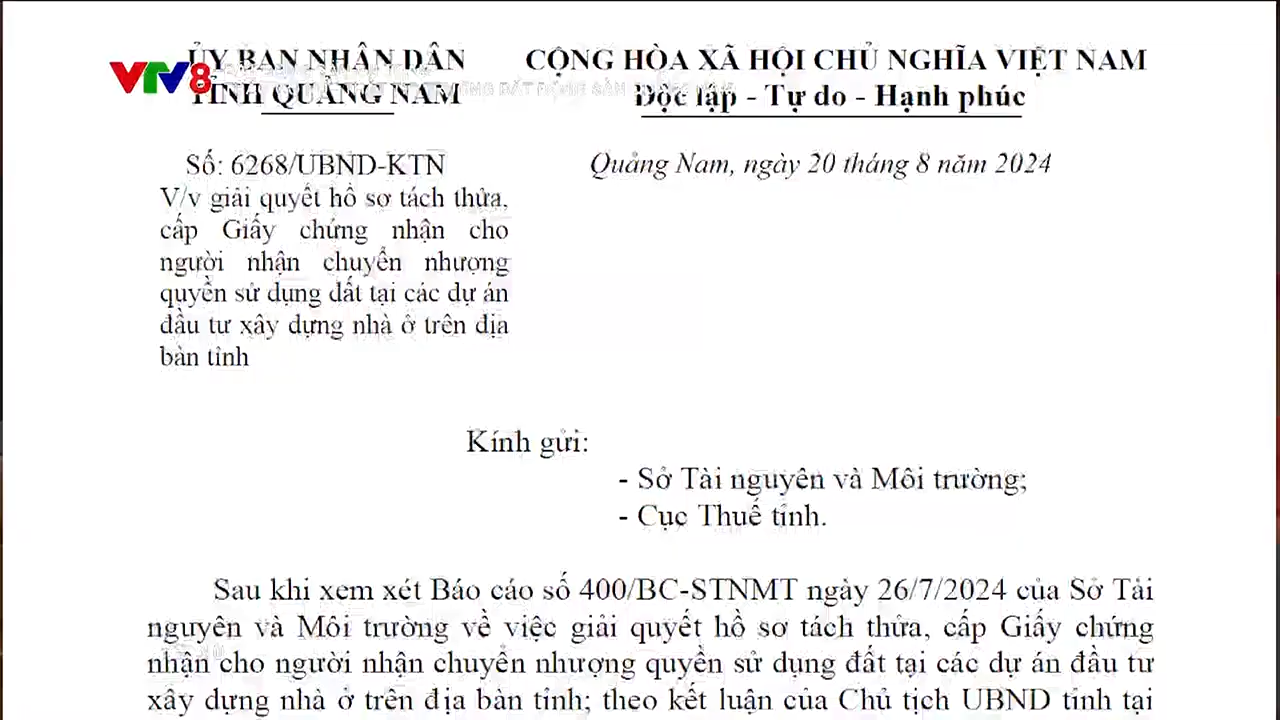 ỦY BAN NHÂN DÂN
TỈNH QUẢNG NAM
CỘNG HÒA XÃ HỘI CHỦ NGHĨA VIỆT NAM
Độc lập - Tự do - Hạnh phúc
VTV8
Số: 6268/UBND-KTN
Quảng Nam, ngày 20 tháng 8 năm 2024
V/v giải quyết hồ sơ tách thửa,
cấp Giấy chứng nhận cho
người nhận chuyển nhượng
quyền sử dụng đất tại các dự án
đầu tư xây dựng nhà ở trên địa
bàn tỉnh
Kính gửi:
- Sở Tài nguyên và Môi trường;
- Cục Thuế tỉnh.
Sau khi xem xét Báo cáo số 400/BC-STNMT ngày 26/7/2024 của Sở Tài
nguyên và Môi trường về việc giải quyết hồ sơ tách thửa, cấp Giấy chứng
nhận cho người nhận chuyển nhượng quyền sử dụng đất tại các dự án đầu tư
xây dựng nhà ở trên địa bàn tỉnh; theo kết luận của Chủ tịch UBND tỉnh tại